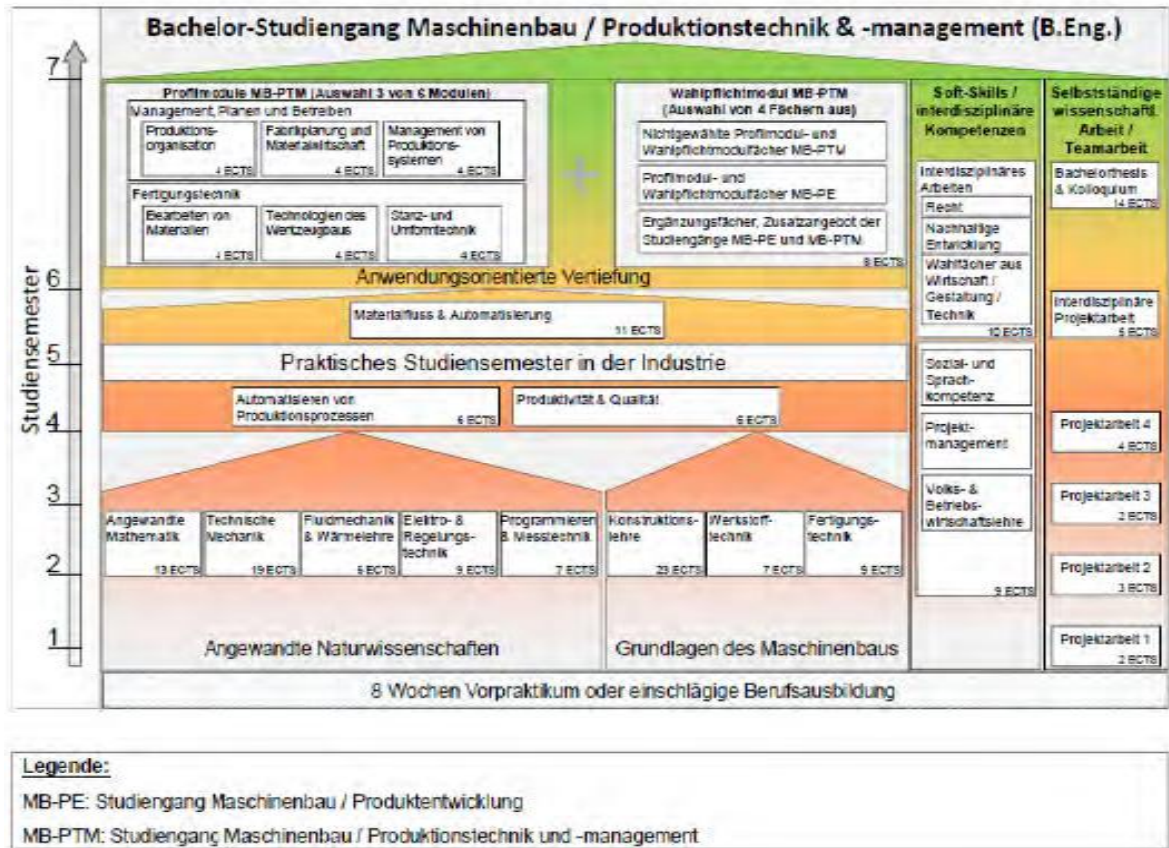 Bachelor-Studiengang Maschinenbau / Produktionstechnik & -management (B.Eng.)
7
6
5
4
3
2
1
Studiensemester
Profilmodule MB-PTM (Auswahl 3 von 6 Modulen)
Management, Planen und Betreiben
Produktions-
organisation
4 ECTS
Fabrikplanung und
Materialwirtschaft
4 ECTS
Management von
Produktions-
systemen
4 ECTS
Fertigungstechnik
Bearbeiten von
Materialien
4 ECTS
Technologien des
Werkzeugbaus
4 ECTS
Stanz- und
Umformtechnik
4 ECTS
+
Wahlpflichtmodul MB-PTM
(Auswahl von 4 Fächern aus)
Nichtgewählte Profilmodul- und
Wahlpflichtmodulfächer MB-PTM
Profilmodul- und
Wahlpflichtmodulfächer MB-PE
Ergänzungsfächer, Zusatzangebot der
Studiengänge MB-PE und MB-PTM
8 ECTS
Anwendungsorientierte Vertiefung
Materialfluss & Automatisierung
11 ECTS
Praktisches Studiensemester in der Industrie
Automatisieren von
Produktionsprozessen
6 ECTS
Produktivität & Qualität
6 ECTS
Angewandte
Mathematik
13 ECTS
Technische
Mechanik
19 ECTS
Fluidmechanik
& Wärmelehre
6 ECTS
Elektro- &
Regelungs-
technik
9 ECTS
Programmieren
& Messtechnik
7 ECTS
Konstruktions-
lehre
23 ECTS
Werkstoff-
technik
7 ECTS
Fertigungs-
technik
9 ECTS
Angewandte Naturwissenschaften
Grundlagen des Maschinenbaus
Soft-Skills /
interdisziplinäre
Kompetenzen
Interdisziplinäres
Arbeiten
Recht
Nachhaltige
Entwicklung
Wahlfächer aus
Wirtschaft /
Gestaltung /
Technik
10 ECTS
Sozial- und
Sprach-
kompetenz
Projekt-
management
Volks- &
Betriebs-
wirtschaftslehre
9 ECTS
Selbstständige
wissenschaftl.
Arbeit /
Teamarbeit
Bachelorthesis
& Kolloquium
14 ECTS
Interdisziplinäre
Projektarbeit
5 ECTS
Projektarbeit 4
4 ECTS
Projektarbeit 3
2 ECTS
Projektarbeit 2
3 ECTS
Projektarbeit 1
2 ECTS
8 Wochen Vorpraktikum oder einschlägige Berufsausbildung
Legende:
MB-PE: Studiengang Maschinenbau / Produktentwicklung
MB-PTM: Studiengang Maschinenbau / Produktionstechnik und -management